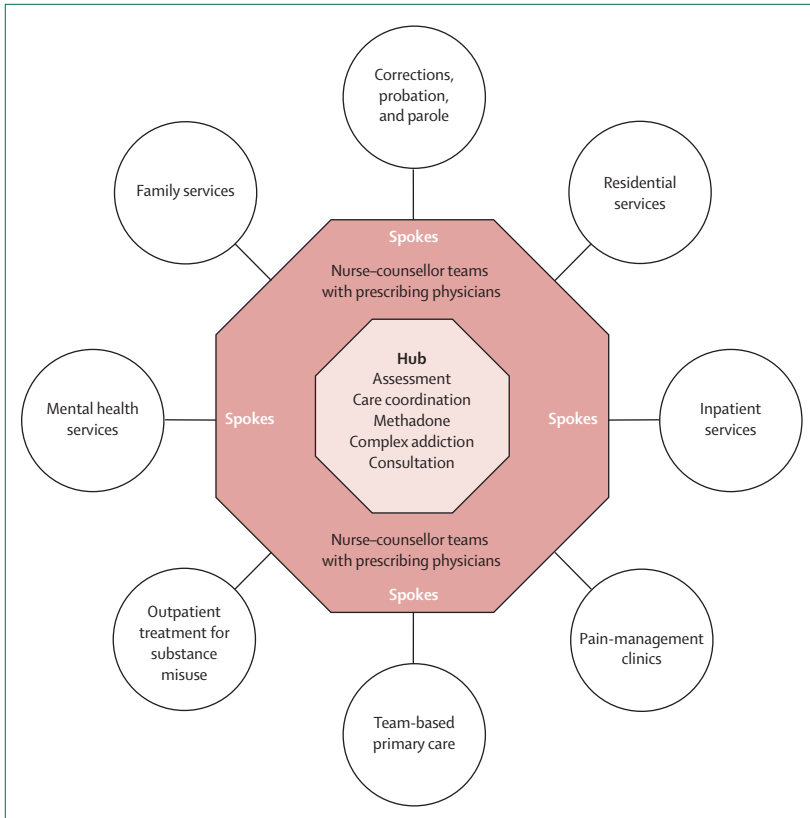 Corrections,
probation,
and parole
Family services
Residential
services
Spokes
Nurse–counsellor teams
with prescribing physicians
Hub
Assessment
Care coordination
Methadone
Complex addiction
Consultation
Mental health
services
Spokes
Spokes
Inpatient
services
Nurse–counsellor teams
with prescribing physicians
Spokes
Outpatient
treatment for
substance
misuse
Pain-management
clinics
Team-based
primary care